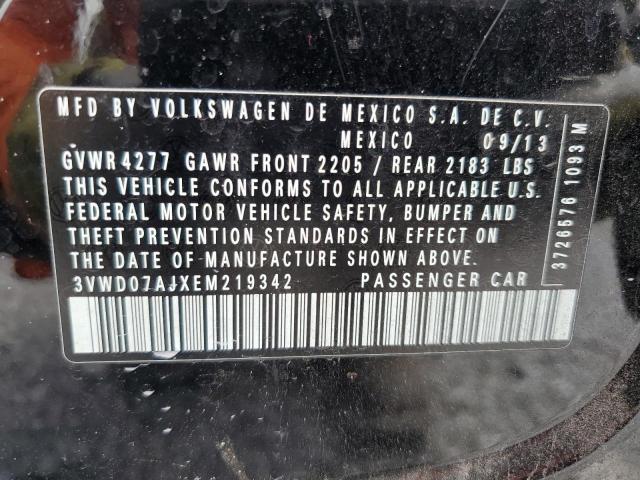 MFD BY VOLKSWAGEN DE MEXICO S.A. DE C.V.
MEXICO 09/13
GVWR 4277 GAWR FRONT 2205 / REAR 2183 LBS
THIS VEHICLE CONFORMS TO ALL APPLICABLE U.S.
FEDERAL MOTOR VEHICLE SAFETY, BUMPER AND
THEFT PREVENTION STANDARDS IN EFFECT ON
THE DATE OF MANUFACTURE SHOWN ABOVE.
3VWD07AJXEM219342 PASSENGER CAR
3726576 1093 M